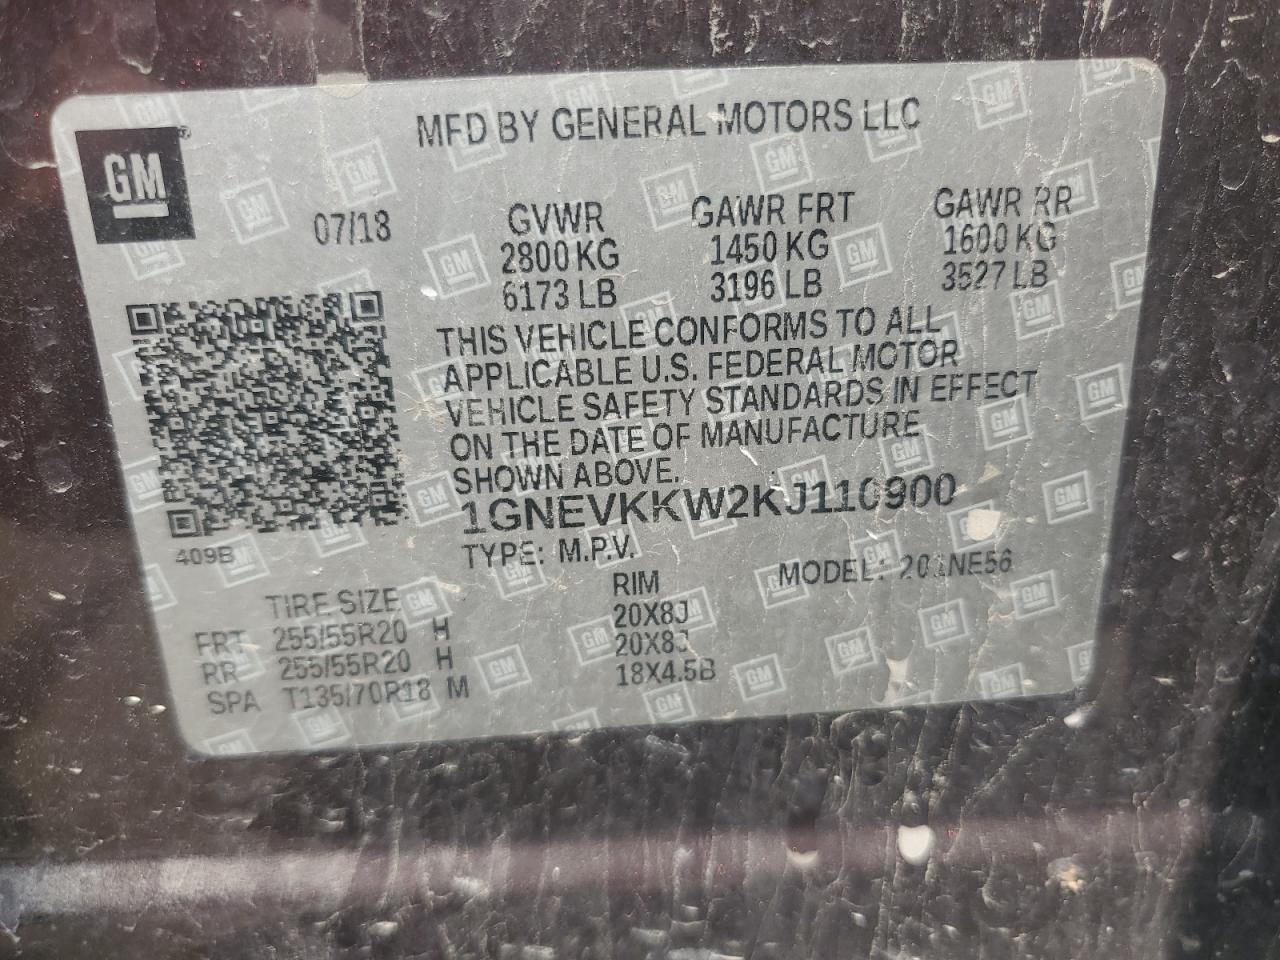 MFD BY GENERAL MOTORS LLC
GM
07/18
GVWR GAWR FRT GAWR RR
2800 KG 1450 KG 1600 KG
6173 LB 3196 LB 3527 LB
THIS VEHICLE CONFORMS TO ALL
APPLICABLE U.S. FEDERAL MOTOR
VEHICLE SAFETY STANDARDS IN EFFECT
ON THE DATE OF MANUFACTURE
SHOWN ABOVE.
1GNEVKKW2KJ110900
409B
TYPE: M.P.V. MODEL: 201NE56
TIRE SIZE RIM
FRT 255/55R20 H 20X8J
RR 255/55R20 H 20X8J
SPA T135/70R18 M 18X4.5B